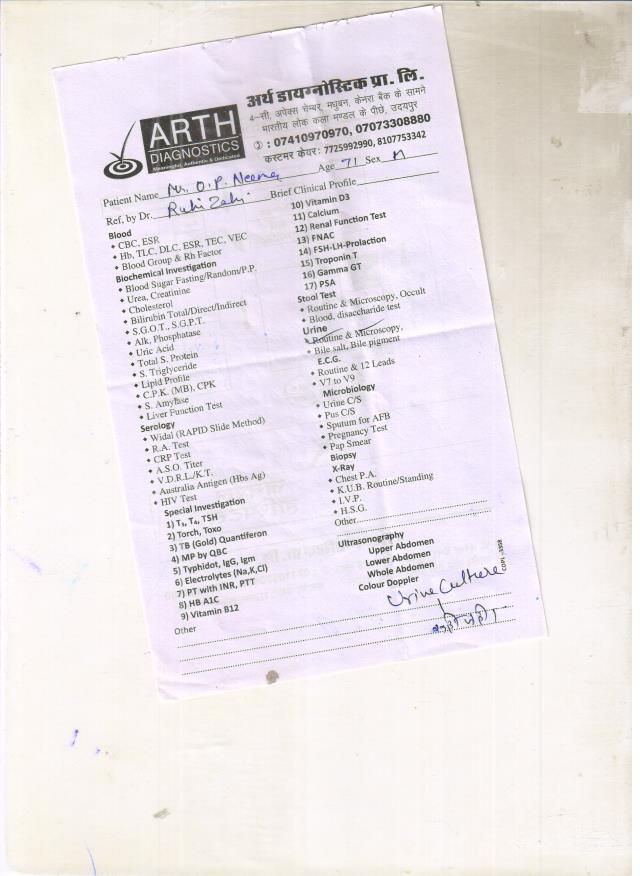 अर्थ डायग्नोस्टिक प्रा. लि.
4-सी, अपेक्स चेम्बर, मधुबन, केनरा बैंक के सामने
भारतीय लोक कला मण्डल के पीछे, उदयपुर
: 07410970970, 07073308880
कस्टमर केयर: 7725992990, 8107753342
ARTH
DIAGNOSTICS
Meaningful, Authentic & Dedicated
Patient Name Mr. O.P. Age 71 Sex M
Ref. by Dr. Brief Clinical Profile
Blood
• CBC, ESR
• Hb, TLC, DLC, ESR, TEC, VEC
• Blood Group & Rh Factor
Biochemical Investigation
• Blood Sugar Fasting/Random/P.P.
• Urea, Creatinine
• Cholesterol
• Bilirubin Total/Direct/Indirect
• S.G.O.T., S.G.P.T.
• Alk, Phosphatase
• Uric Acid
• Total S. Protein
• S. Triglyceride
• Lipid Profile
• C.P.K. (MB), CPK
• S. Amylase
• Liver Function Test
Serology
• Widal (RAPID Slide Method)
• R.A. Test
• CRP Test
• A.S.O. Titer
• V.D.R.L./K.T.
• Australia Antigen (Hbs Ag)
• HIV Test
Special Investigation
1) T₃, T₄, TSH
2) Torch, Toxo
3) TB (Gold) Quantiferon
4) MP by QBC
5) Typhidot, IgG, Igm
6) Electrolytes (Na,K,Cl)
7) PT with INR, PTT
8) HB A1C
9) Vitamin B12
Other
10) Vitamin D3
11) Calcium
12) Renal Function Test
13) FNAC
14) FSH-LH-Prolaction
15) Troponin T
16) Gamma GT
17) PSA
Stool Test
• Routine & Microscopy, Occult
• Blood, disaccharide test
Urine
• Routine & Microscopy,
• Bile salt, Bile pigment
E.C.G.
• Routine & 12 Leads
• V7 to V9
Microbiology
• Urine C/S
• Pus C/S
• Sputum for AFB
• Pregnancy Test
• Pap Smear
Biopsy
X-Ray
• Chest P.A.
• K.U.B. Routine/Standing
• I.V.P.
• H.S.G.
Other
Ultrasonography
Upper Abdomen
Lower Abdomen
Whole Abdomen
Colour Doppler
Urine Culture